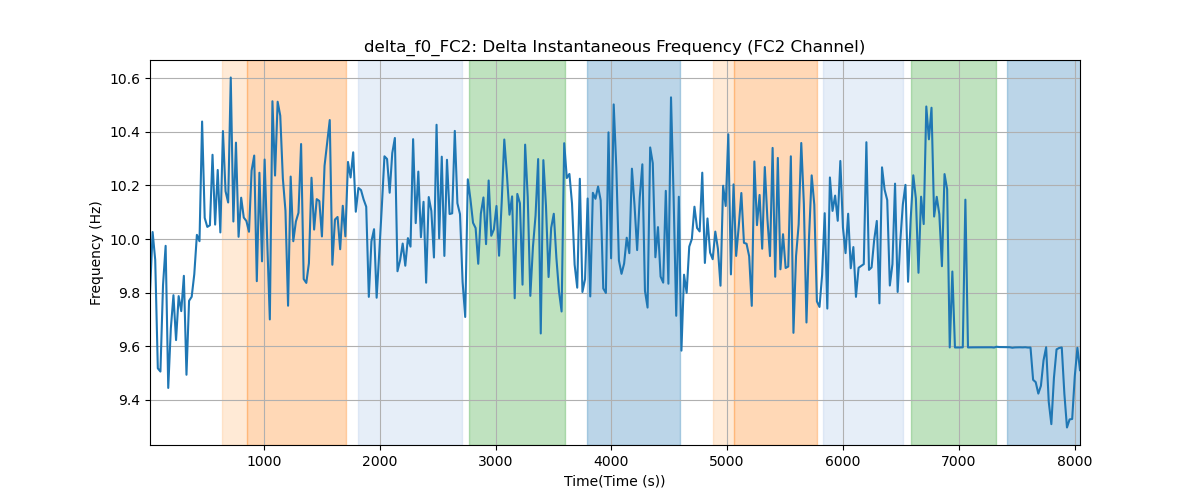 delta_f0_FC2: Delta Instantaneous Frequency (FC2 Channel)
Frequency (Hz)
10.6
10.4
10.2
10.0
9.8
9.6
9.4
1000 2000 3000 4000 5000 6000 7000 8000
Time(Time (s))